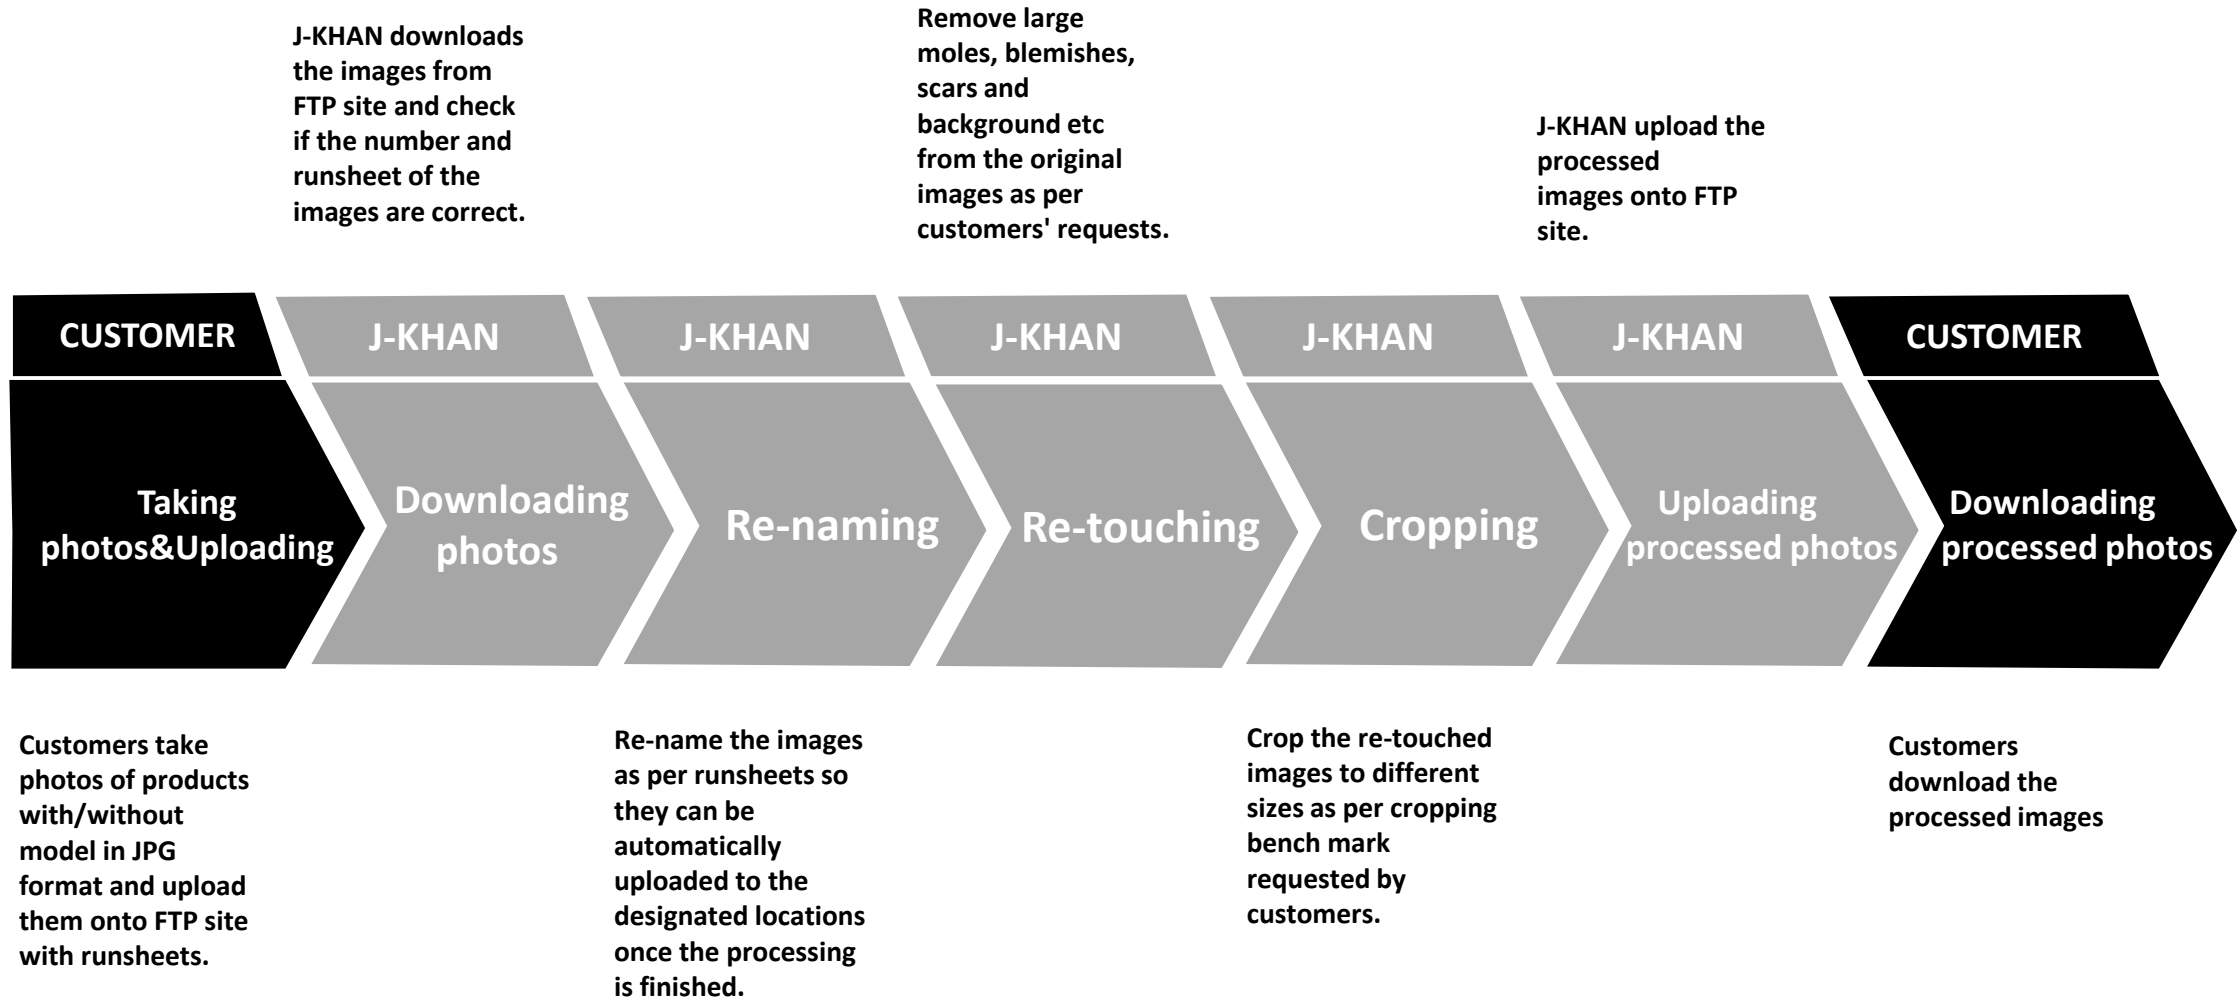 J-KHAN downloads
the images from
FTP site and check
if the number and
runsheet of the
images are correct.
Remove large
moles, blemishes,
scars and
background etc
from the original
images as per
customers' requests.
J-KHAN upload the
processed
images onto FTP
site.
CUSTOMER
J-KHAN
J-KHAN
J-KHAN
J-KHAN
J-KHAN
CUSTOMER
Taking
photos&Uploading
Downloading
photos
Re-naming
Re-touching
Cropping
Uploading
processed photos
Downloading
processed photos
Customers take
photos of products
with/without
model in JPG
format and upload
them onto FTP site
with runsheets.
Re-name the images
as per runsheets so
they can be
automatically
uploaded to the
designated locations
once the processing
is finished.
Crop the re-touched
images to different
sizes as per cropping
bench mark
requested by
customers.
Customers
download the
processed images